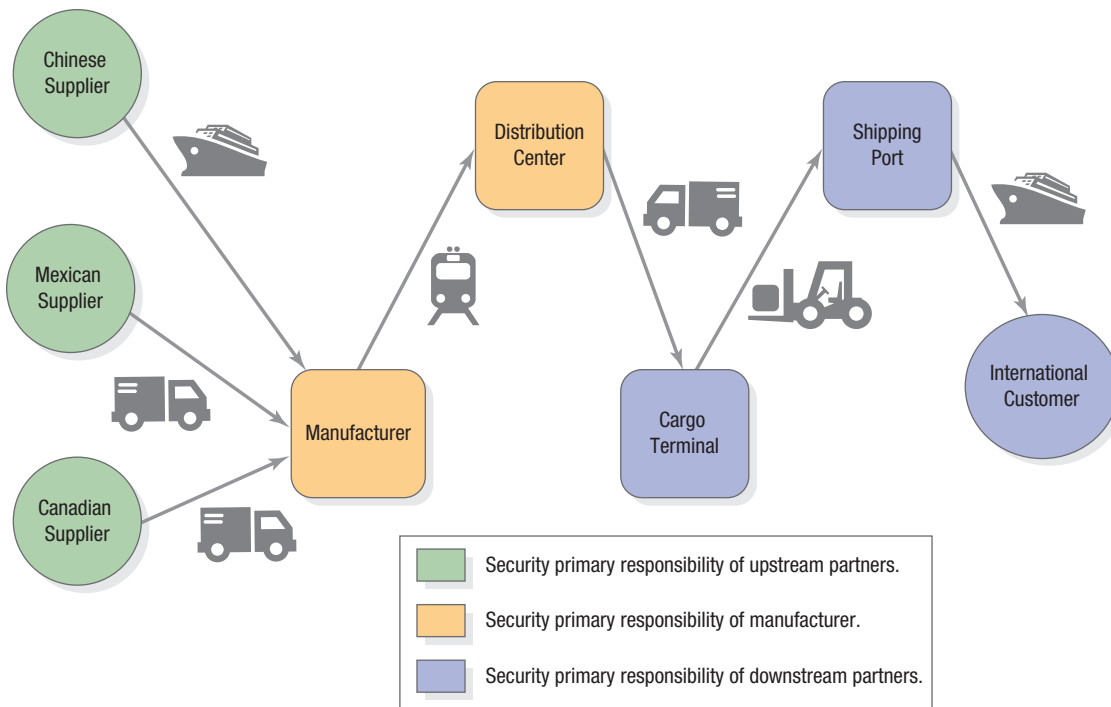 Chinese
Supplier
Distribution
Center
Shipping
Port
Mexican
Supplier
International
Customer
Manufacturer
Cargo
Terminal
Canadian
Supplier
Security primary responsibility of upstream partners.
Security primary responsibility of manufacturer.
Security primary responsibility of downstream partners.